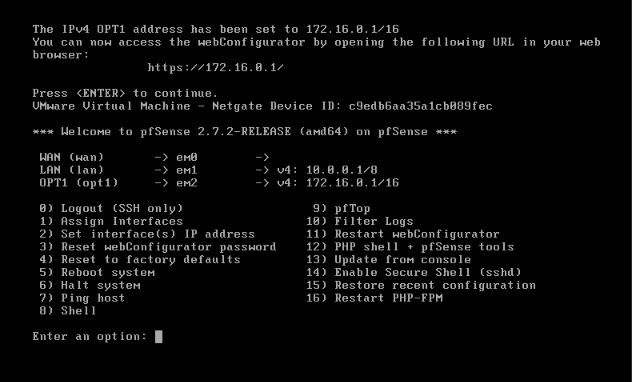 The IPv4 OPT1 address has been set to 172.16.0.1/16
You can now access the webConfigurator by opening the following URL in your web
browser:
https://172.16.0.1/
Press <ENTER> to continue.
VMware Virtual Machine - Netgate Device ID: c9edb6aa35a1cb089fec
*** Welcome to pfSense 2.7.2-RELEASE (amd64) on pfSense ***
WAN (wan) -> em0 ->
LAN (lan) -> em1 -> v4: 10.0.0.1/8
OPT1 (opt1) -> em2 -> v4: 172.16.0.1/16
0) Logout (SSH only) 9) pfTop
1) Assign Interfaces 10) Filter Logs
2) Set interface(s) IP address 11) Restart webConfigurator
3) Reset webConfigurator password 12) PHP shell + pfSense tools
4) Reset to factory defaults 13) Update from console
5) Reboot system 14) Enable Secure Shell (sshd)
6) Halt system 15) Restore recent configuration
7) Ping host 16) Restart PHP-FPM
8) Shell
Enter an option: